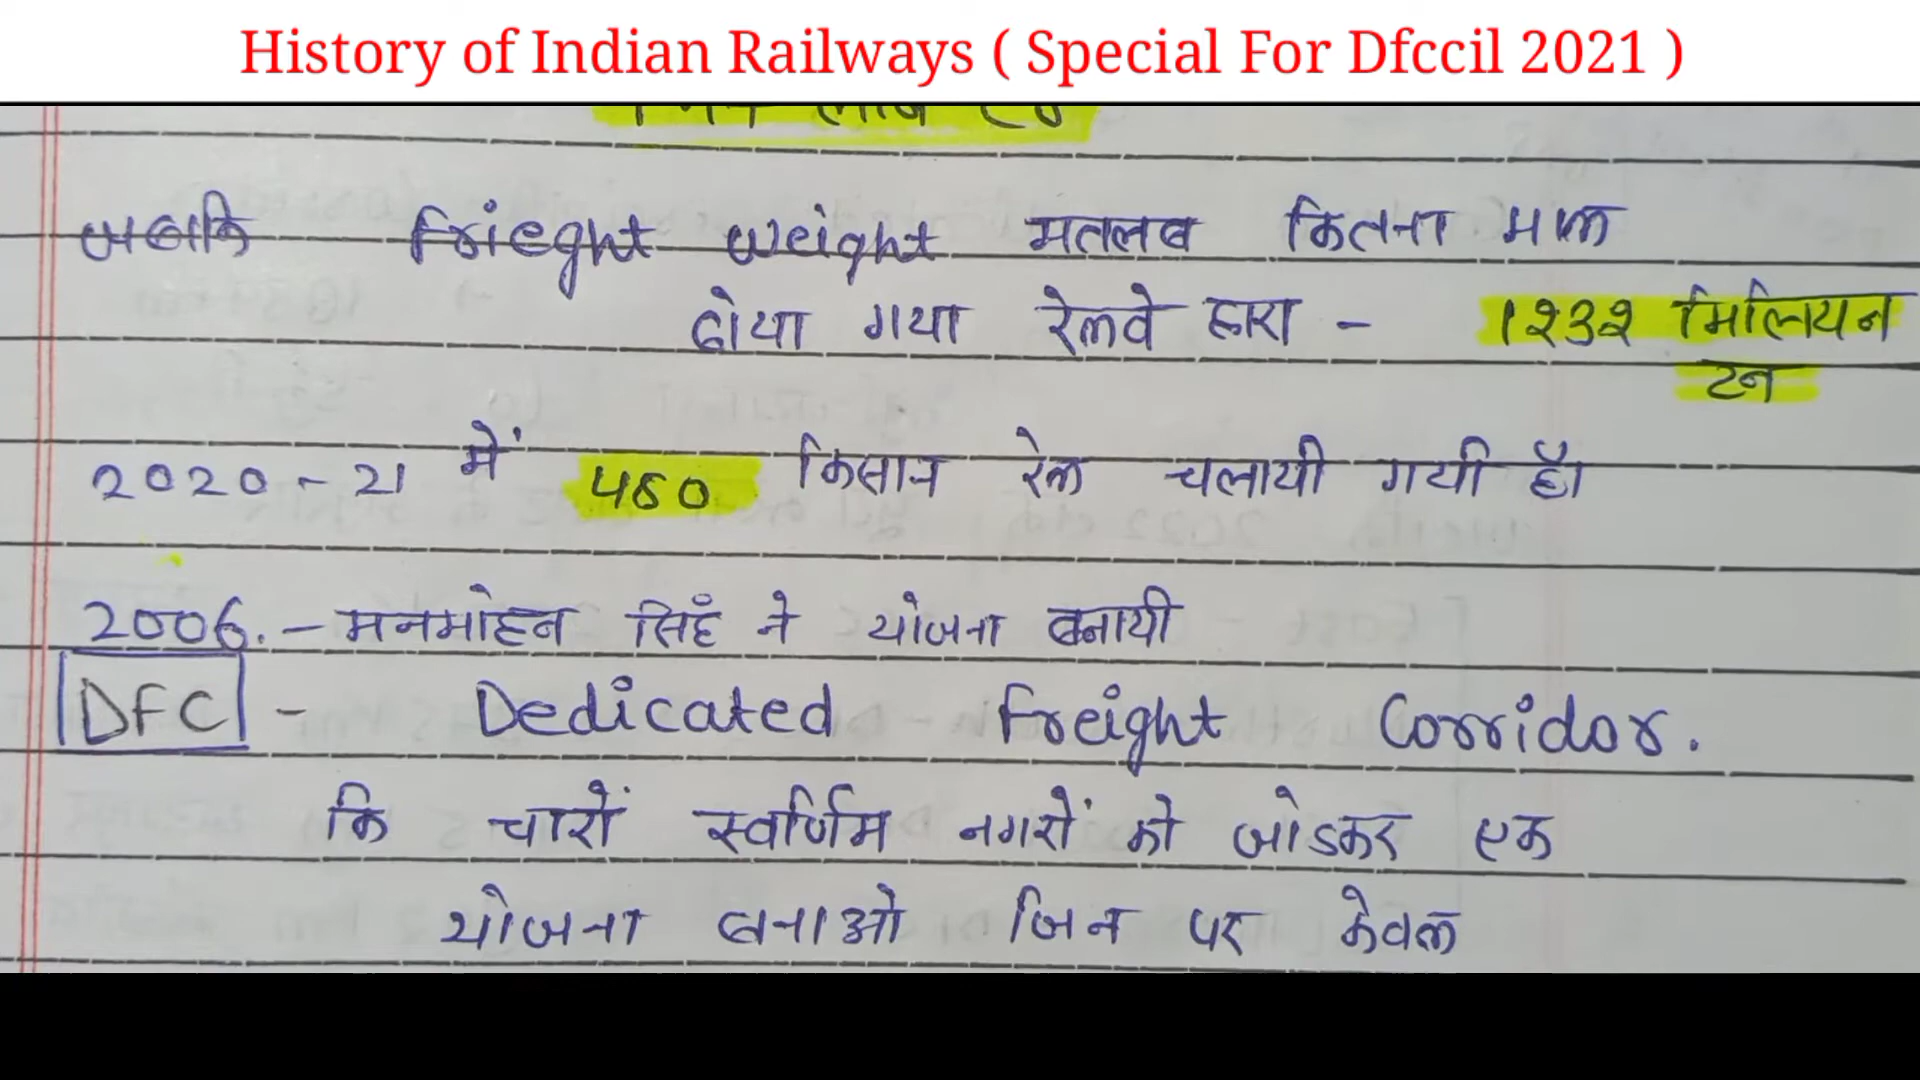 History of Indian Railways ( Special For Dfccil 2021 )
जबकि Frieght weight मतलब कितना माल
ढोया गया रेलवे द्वारा - 1232 मिलियन
टन
2020-21 में 450 किसान रेल चलायी गयी है।
2006. - मनमोहन सिहँ ने योजना बनायी
DFC - Dedicated Freight Corridor.
कि चारों स्वर्णिम नगरों को जोडकर एक
योजना बनाओ जिन पर केवल